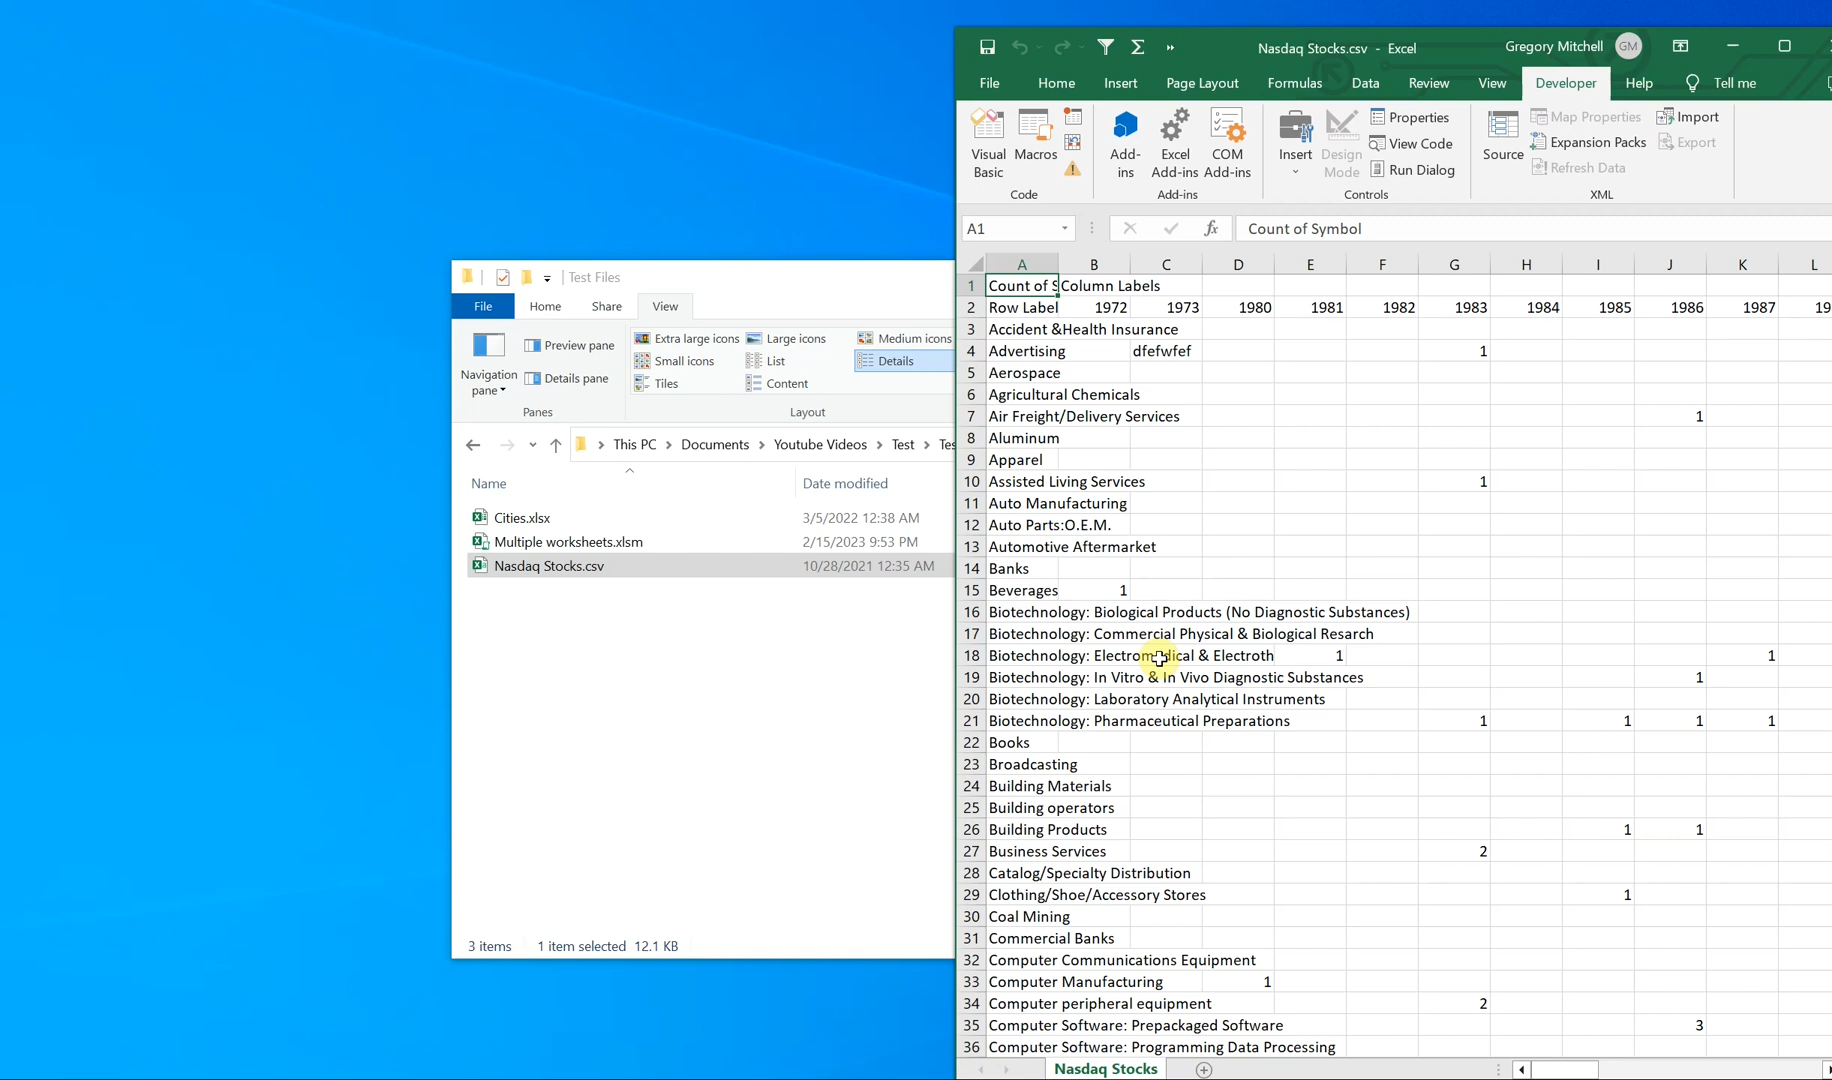 Test Files
File Home Share View
Navigation pane
Preview pane
Details pane
Panes
Extra large icons Large icons Medium icons
Small icons List Details
Tiles Content
Layout
This PC > Documents > Youtube Videos > Test >
Name Date modified
Cities.xlsx 3/5/2022 12:38 AM
Multiple worksheets.xlsm 2/15/2023 9:53 PM
Nasdaq Stocks.csv 10/28/2021 12:35 AM
3 items 1 item selected 12.1 KB
Nasdaq Stocks.csv - Excel Gregory Mitchell GM
File Home Insert Page Layout Formulas Data Review View Developer Help Tell me
Visual Basic
Macros
Code
Add-ins
Excel Add-ins
COM Add-ins
Add-ins
Insert
Design Mode
Properties
View Code
Run Dialog
Controls
Source
Map Properties Import
Expansion Packs Export
Refresh Data
XML
A1 fx Count of Symbol
A B C D E F G H I J K L
1 Count of S Column Labels
2 Row Label 1972 1973 1980 1981 1982 1983 1984 1985 1986 1987 19
3 Accident &Health Insurance
4 Advertising dfefwfef 1
5 Aerospace
6 Agricultural Chemicals
7 Air Freight/Delivery Services 1
8 Aluminum
9 Apparel
10 Assisted Living Services 1
11 Auto Manufacturing
12 Auto Parts:O.E.M.
13 Automotive Aftermarket
14 Banks
15 Beverages 1
16 Biotechnology: Biological Products (No Diagnostic Substances)
17 Biotechnology: Commercial Physical & Biological Resarch
18 Biotechnology: Electromedical & Electroth 1 1
19 Biotechnology: In Vitro & In Vivo Diagnostic Substances 1
20 Biotechnology: Laboratory Analytical Instruments
21 Biotechnology: Pharmaceutical Preparations 1 1 1 1
22 Books
23 Broadcasting
24 Building Materials
25 Building operators
26 Building Products 1 1
27 Business Services 2
28 Catalog/Specialty Distribution
29 Clothing/Shoe/Accessory Stores 1
30 Coal Mining
31 Commercial Banks
32 Computer Communications Equipment
33 Computer Manufacturing 1
34 Computer peripheral equipment 2
35 Computer Software: Prepackaged Software 3
36 Computer Software: Programming Data Processing
Nasdaq Stocks